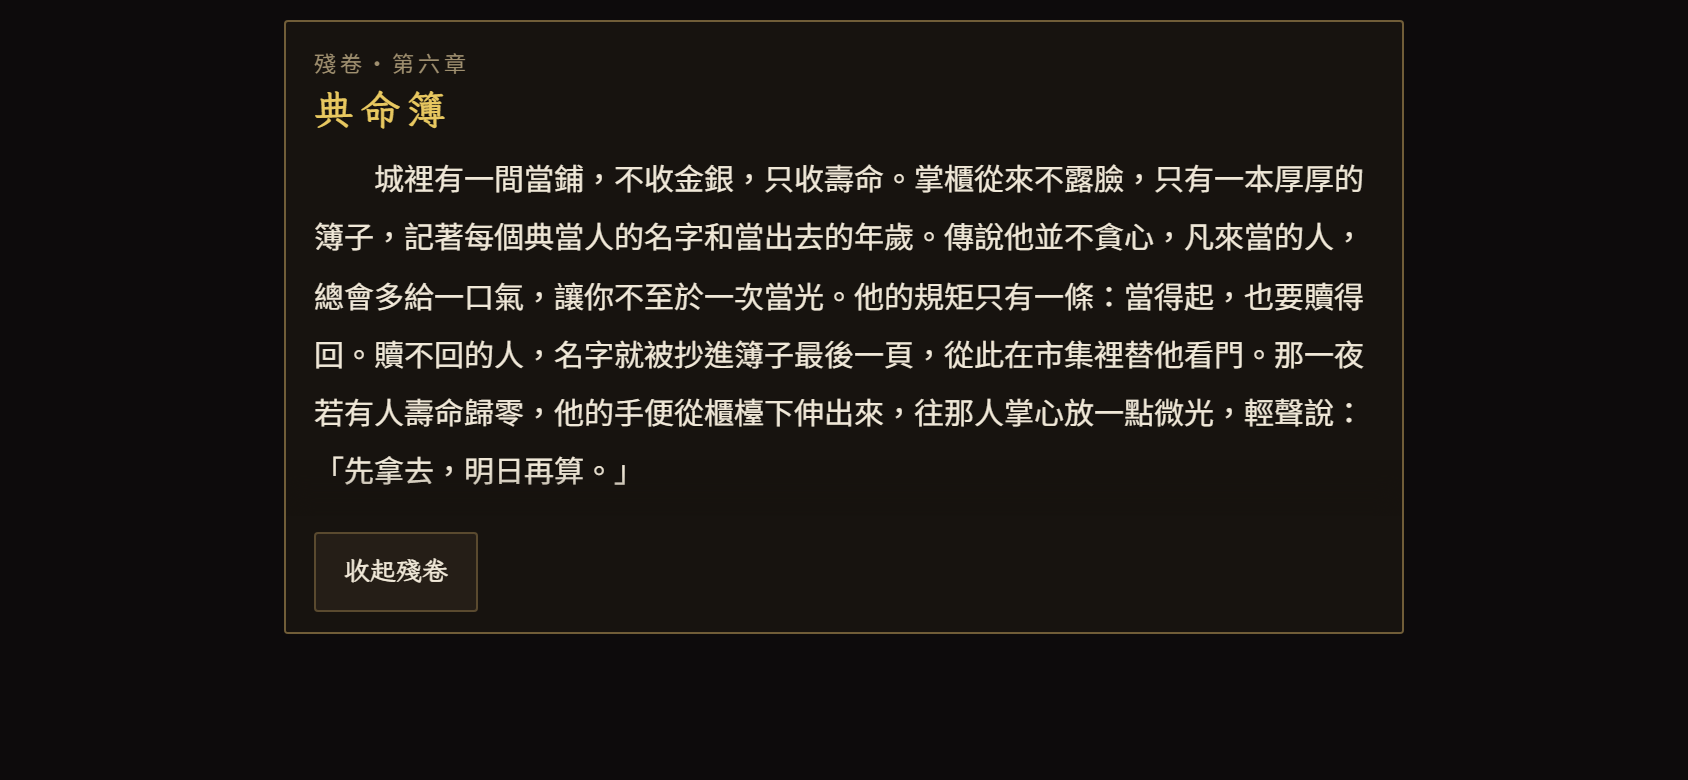 殘卷・第六章
典命簿
城裡有一間當鋪，不收金銀，只收壽命。掌櫃從來不露臉，只有一本厚厚的
簿子，記著每個典當人的名字和當出去的年歲。傳說他並不貪心，凡來當的人，
總會多給一口氣，讓你不至於一次當光。他的規矩只有一條：當得起，也要贖得
回。贖不回的人，名字就被抄進簿子最後一頁，從此在市集裡替他看門。那一夜
若有人壽命歸零，他的手便從櫃檯下伸出來，往那人掌心放一點微光，輕聲說：
「先拿去，明日再算。」
收起殘卷